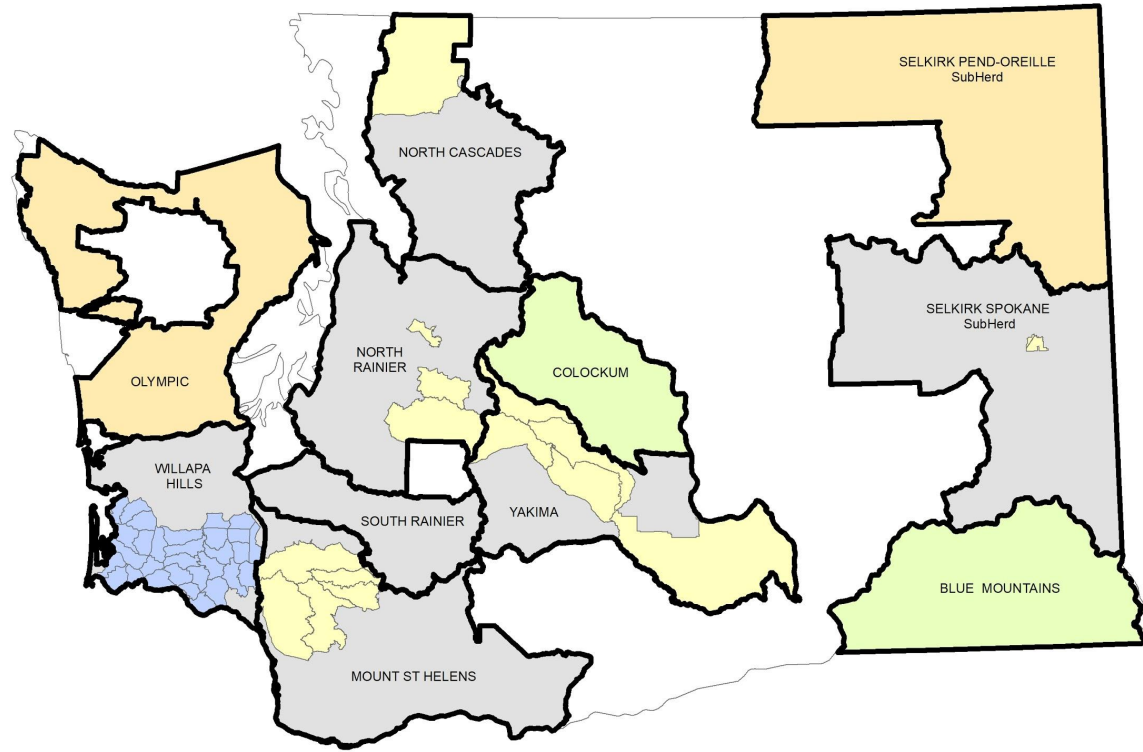 SELKIRK PEND-OREILLE
SubHerd
NORTH CASCADES
SELKIRK SPOKANE
SubHerd
NORTH
RAINIER
COLOCKUM
OLYMPIC
WILLAPA
HILLS
SOUTH RAINIER
YAKIMA
BLUE MOUNTAINS
MOUNT ST HELENS